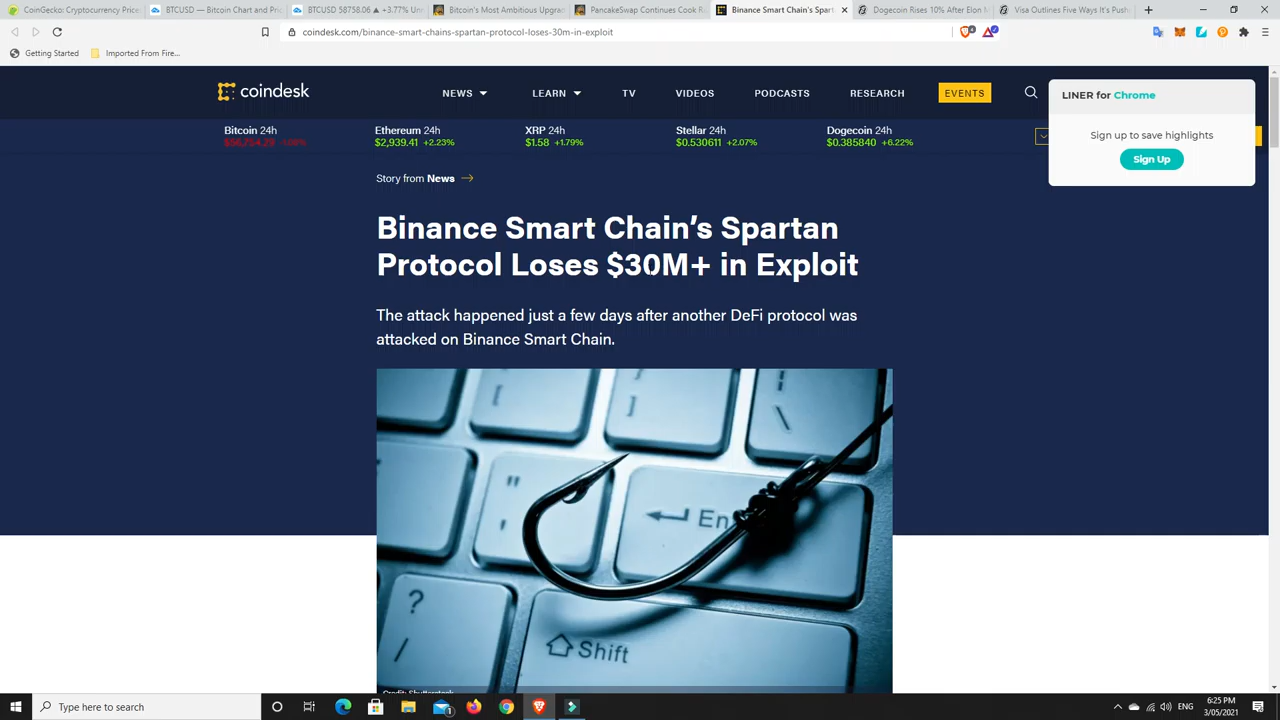 CoinGecko: Cryptocurrency Price
BTCUSD — Bitcoin Chart and Pric
BTCUSD 58758.06 ▲ +3.77% Unn
Bitcoin's Most Ambitious Upgrad
PancakeSwap Continues Cook R
Binance Smart Chain's Spart
Dogecoin Rises 10% After Elon M
Visa Outlines Five Ways It's Push
coindesk.com/binance-smart-chains-spartan-protocol-loses-30m-in-exploit
Getting Started
Imported From Fire...
coindesk
NEWS
LEARN
TV
VIDEOS
PODCASTS
RESEARCH
EVENTS
LINER for Chrome
Sign up to save highlights
Sign Up
Bitcoin 24h
Ethereum 24h
$2,939.41 +2.23%
XRP 24h
$1.58 +1.79%
Stellar 24h
$0.530611 +2.07%
Dogecoin 24h
$0.385840 +6.22%
Story from News
Binance Smart Chain's Spartan
Protocol Loses $30M+ in Exploit
The attack happened just a few days after another DeFi protocol was
attacked on Binance Smart Chain.
En
Shift
?
/
Credit: Shutterstock
Type here to search
1
ENG
6:25 PM
3/05/2021